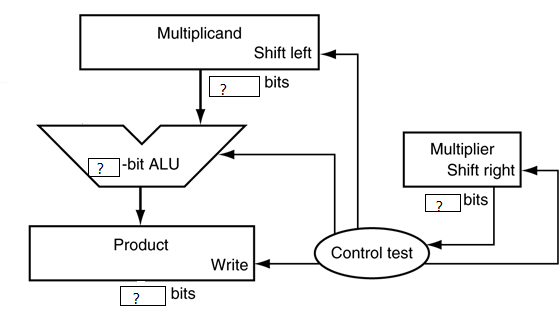 Multiplicand
Shift left
? bits
? -bit ALU
Multiplier
Shift right
? bits
Product
Write
Control test
? bits